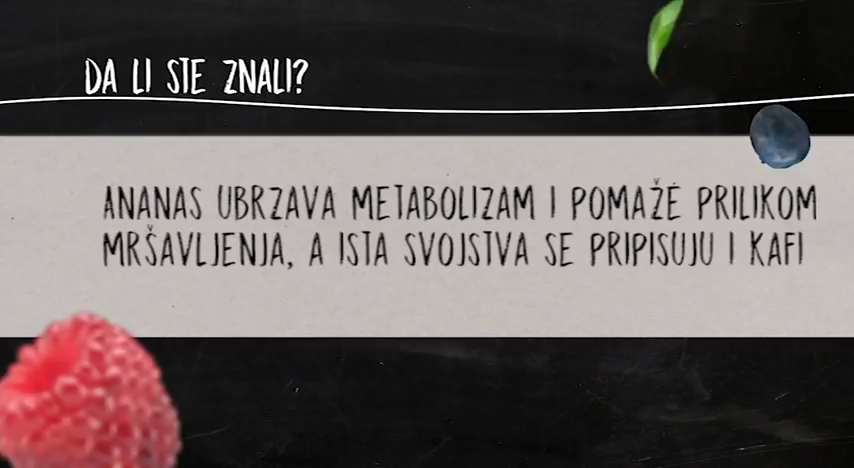 DA LI STE ZNALI?
ANANAS UBRZAVA METABOLIZAM I POMAŽE PRILIKOM
MRŠAVLJENJA, A ISTA SVOJSTVA SE PRIPISUJU I KAFI